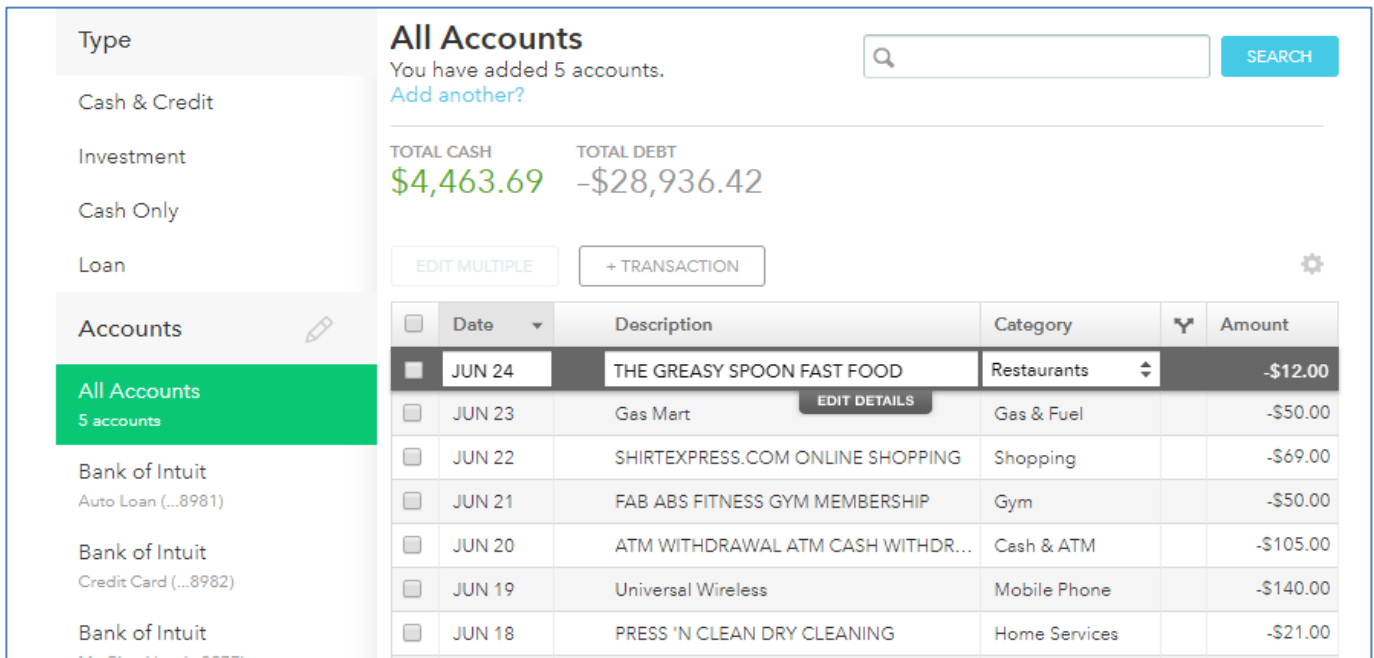 Type
Cash & Credit
Investment
Cash Only
Loan
Accounts
All Accounts
5 accounts
Bank of Intuit
Auto Loan (...8981)
Bank of Intuit
Credit Card (...8982)
Bank of Intuit
All Accounts
You have added 5 accounts.
Add another?
SEARCH
TOTAL CASH TOTAL DEBT
$4,463.69 –$28,936.42
EDIT MULTIPLE + TRANSACTION
Date Description Category Amount
JUN 24 THE GREASY SPOON FAST FOOD Restaurants -$12.00
EDIT DETAILS
JUN 23 Gas Mart Gas & Fuel -$50.00
JUN 22 SHIRTEXPRESS.COM ONLINE SHOPPING Shopping -$69.00
JUN 21 FAB ABS FITNESS GYM MEMBERSHIP Gym -$50.00
JUN 20 ATM WITHDRAWAL ATM CASH WITHDR... Cash & ATM -$105.00
JUN 19 Universal Wireless Mobile Phone -$140.00
JUN 18 PRESS 'N CLEAN DRY CLEANING Home Services -$21.00